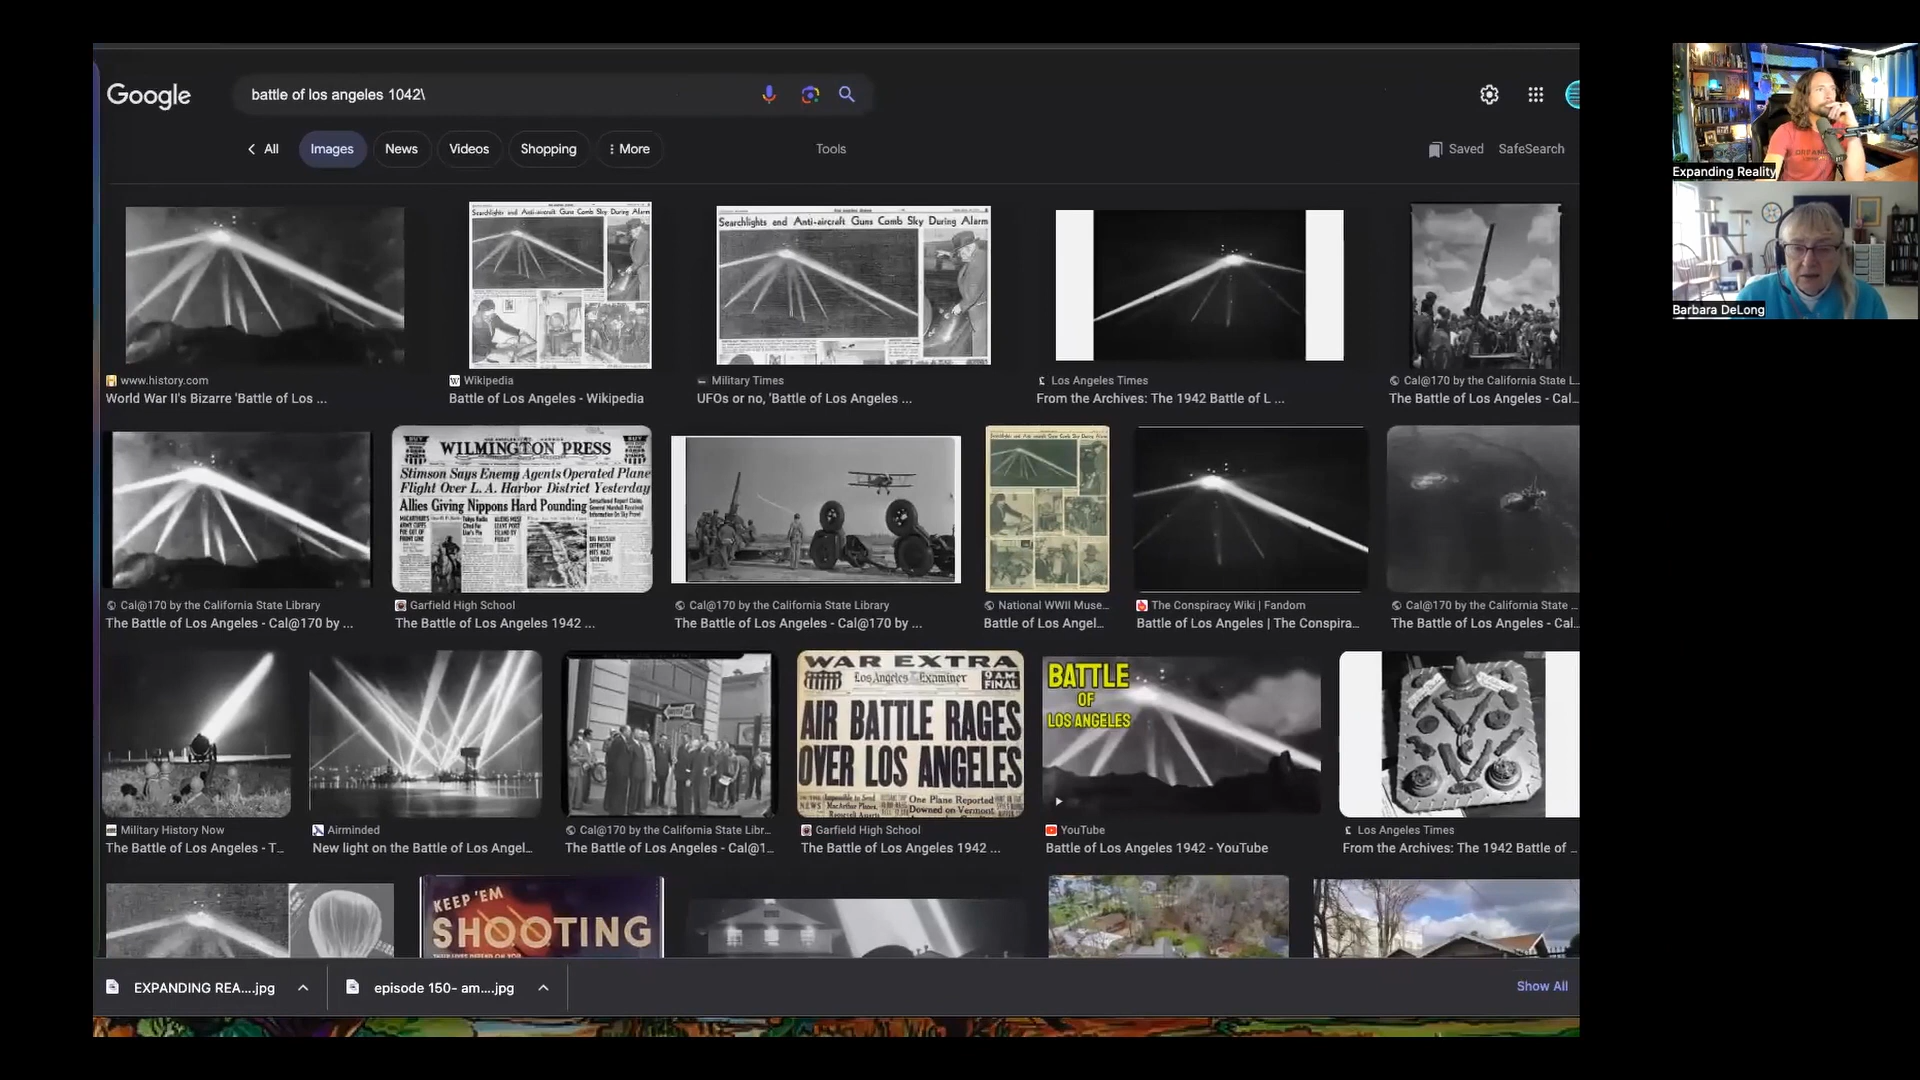 Google
battle of los angeles 1042\
All
Images
News
Videos
Shopping
More
Tools
Saved
SafeSearch
Expanding Reality
Barbara DeLong
Searchlights and Anti-aircraft Guns Comb Sky During Alarm
Searchlights and Anti-aircraft Guns Comb Sky During Alarm
www.history.com
World War II's Bizarre 'Battle of Los ...
Wikipedia
Battle of Los Angeles - Wikipedia
Military Times
UFOs or no, 'Battle of Los Angeles ...
Los Angeles Times
From the Archives: The 1942 Battle of L ...
Cal@170 by the California State L...
The Battle of Los Angeles - Cal...
BUY
WILMINGTON PRESS
BUY
Stimson Says Enemy Agents Operated Plane
Flight Over L. A. Harbor District Yesterday
Allies Giving Nippons Hard Pounding
Cal@170 by the California State Library
The Battle of Los Angeles - Cal@170 by ...
Garfield High School
The Battle of Los Angeles 1942 ...
Cal@170 by the California State Library
The Battle of Los Angeles - Cal@170 by ...
National WWII Muse...
Battle of Los Angel...
The Conspiracy Wiki | Fandom
Battle of Los Angeles | The Conspira...
Cal@170 by the California State ...
The Battle of Los Angeles - Cal...
WAR EXTRA
Los Angeles Examiner
9 A.M.
FINAL
AIR BATTLE RAGES
OVER LOS ANGELES
One Plane Reported
Downed on Vermont
BATTLE
OF
LOS ANGELES
Military History Now
The Battle of Los Angeles - T...
Airminded
New light on the Battle of Los Angel...
Cal@170 by the California State Libr...
The Battle of Los Angeles - Cal@1...
Garfield High School
The Battle of Los Angeles 1942 ...
YouTube
Battle of Los Angeles 1942 - YouTube
Los Angeles Times
From the Archives: The 1942 Battle of ...
KEEP 'EM
SHOOTING
EXPANDING REA....jpg
episode 150- am....jpg
Show All